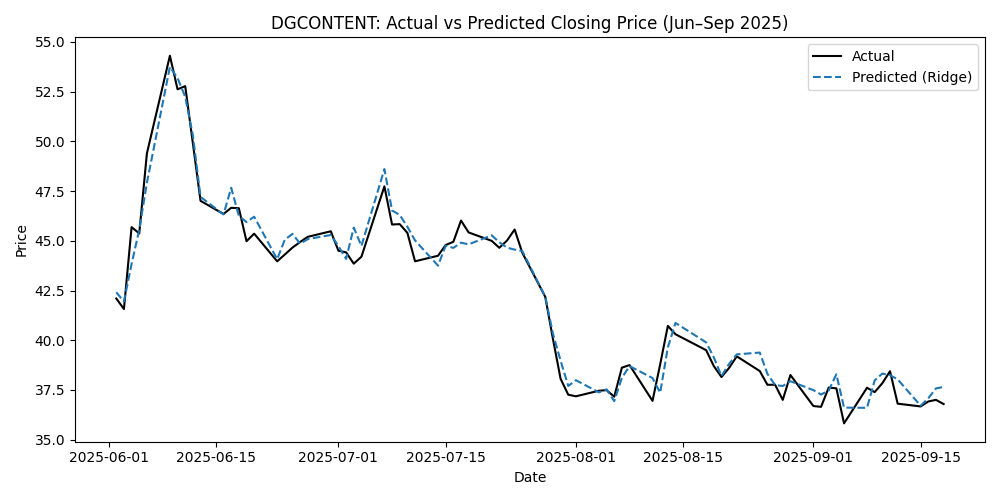 DGCONTENT: Actual vs Predicted Closing Price (Jun–Sep 2025)
Actual
Predicted (Ridge)
Price
55.0
52.5
50.0
47.5
45.0
42.5
40.0
37.5
35.0
2025-06-01 2025-06-15 2025-07-01 2025-07-15 2025-08-01 2025-08-15 2025-09-01 2025-09-15
Date